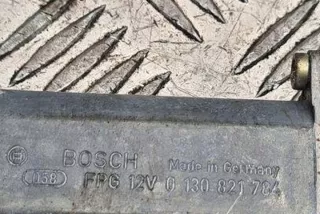 BOSCH Made in Germany
158 FPG 12V 0 130 821 704